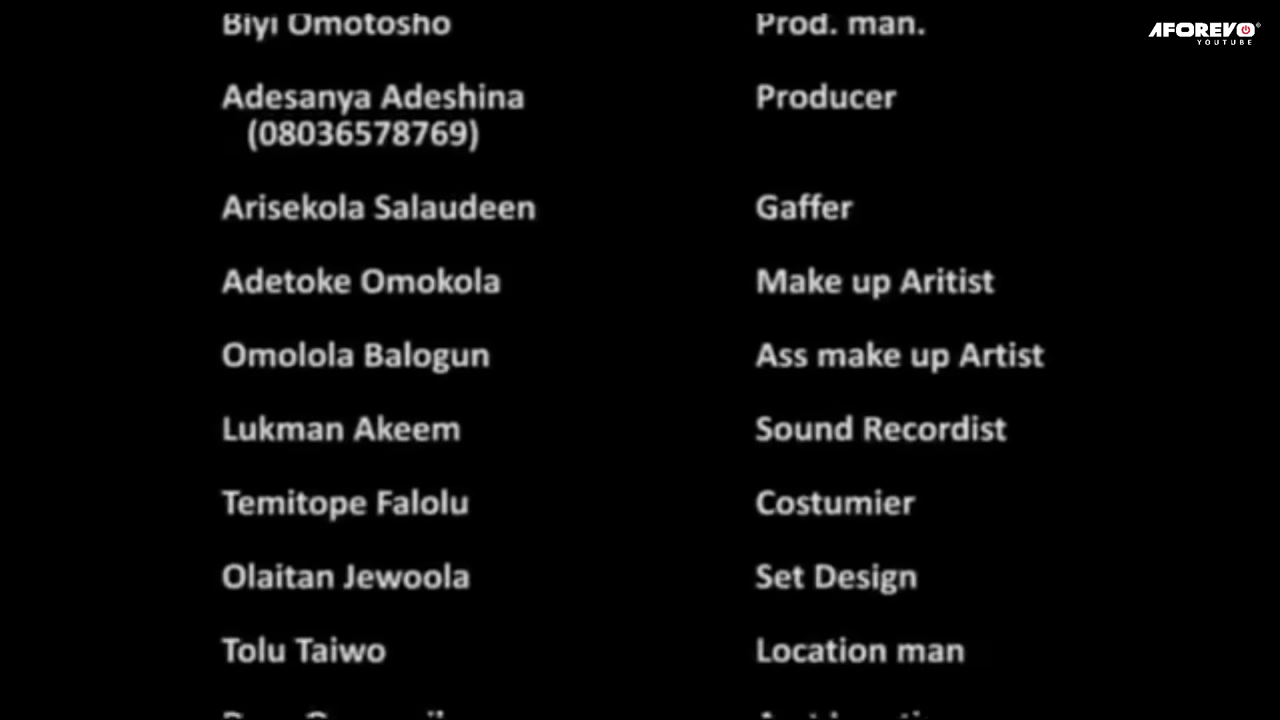 Biyi Omotosho Prod. man.
AFOREVO
YOUTUBE
Adesanya Adeshina Producer
(08036578769)
Arisekola Salaudeen Gaffer
Adetoke Omokola Make up Aritist
Omolola Balogun Ass make up Artist
Lukman Akeem Sound Recordist
Temitope Falolu Costumier
Olaitan Jewoola Set Design
Tolu Taiwo Location man